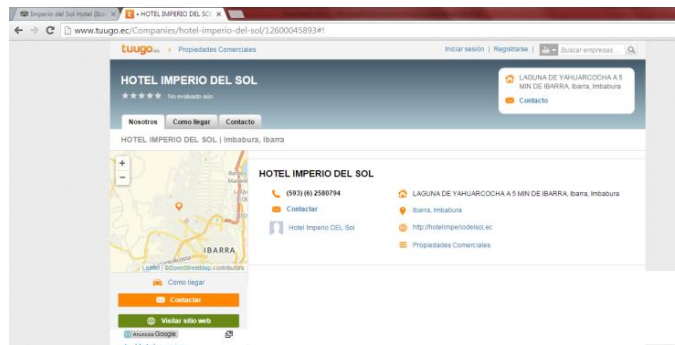 Imperio del Sol Hotel (Ibar
• HOTEL IMPERIO DEL SOL
www.tuugo.ec/Companies/hotel-imperio-del-sol/12600045893#!
tuugo.ec > Propiedades Comerciales
Iniciar sesión | Registrarse | Buscar empresas...
HOTEL IMPERIO DEL SOL
No evaluado aún
LAGUNA DE YAHUARCOCHA A 5
MIN DE IBARRA, Ibarra, Imbabura
Contacto
Nosotros Como llegar Contacto
HOTEL IMPERIO DEL SOL | Imbabura, Ibarra
+
-
HOTEL IMPERIO DEL SOL
(593) (6) 2580794
LAGUNA DE YAHUARCOCHA A 5 MIN DE IBARRA, Ibarra, Imbabura
Contactar
Ibarra, Imbabura
Hotel Imperio DEL Sol
http://hotelimperiodelsol.ec
Propiedades Comerciales
IBARRA
Leaflet | ©OpenStreetMap contributors
Como llegar
Contactar
Visitar sitio web
Anuncios Google